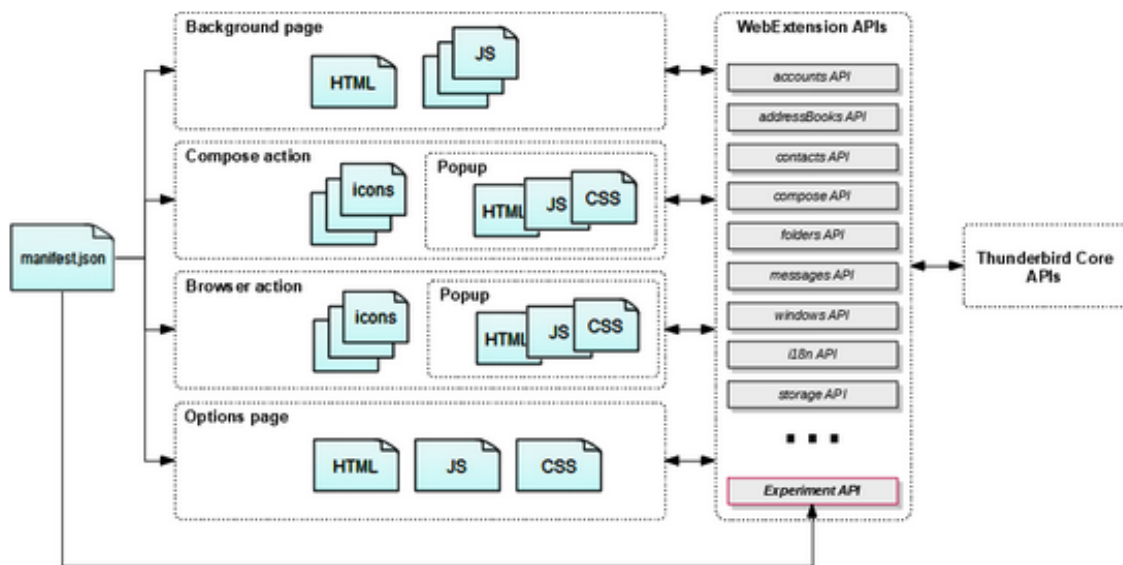 Background page
HTML
JS
Compose action
icons
Popup
HTML
JS
CSS
Browser action
icons
Popup
HTML
JS
CSS
Options page
HTML
JS
CSS
manifest.json
WebExtension APIs
accounts API
addressBooks API
contacts API
compose API
folders API
messages API
windows API
i18n API
storage API
Experiment API
Thunderbird Core
APIs